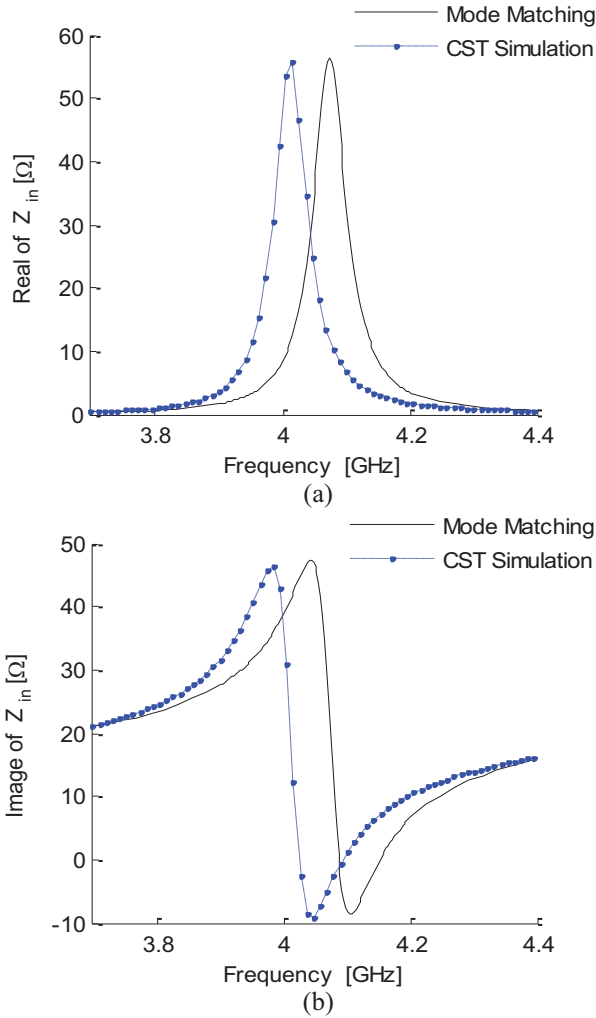 Mode Matching
CST Simulation
60
50
40
30
20
10
0
Real of Z in [Ω]
3.8
4
4.2
4.4
Frequency [GHz]
(a)
Mode Matching
CST Simulation
50
40
30
20
10
0
-10
Image of Z in [Ω]
3.8
4
4.2
4.4
Frequency [GHz]
(b)